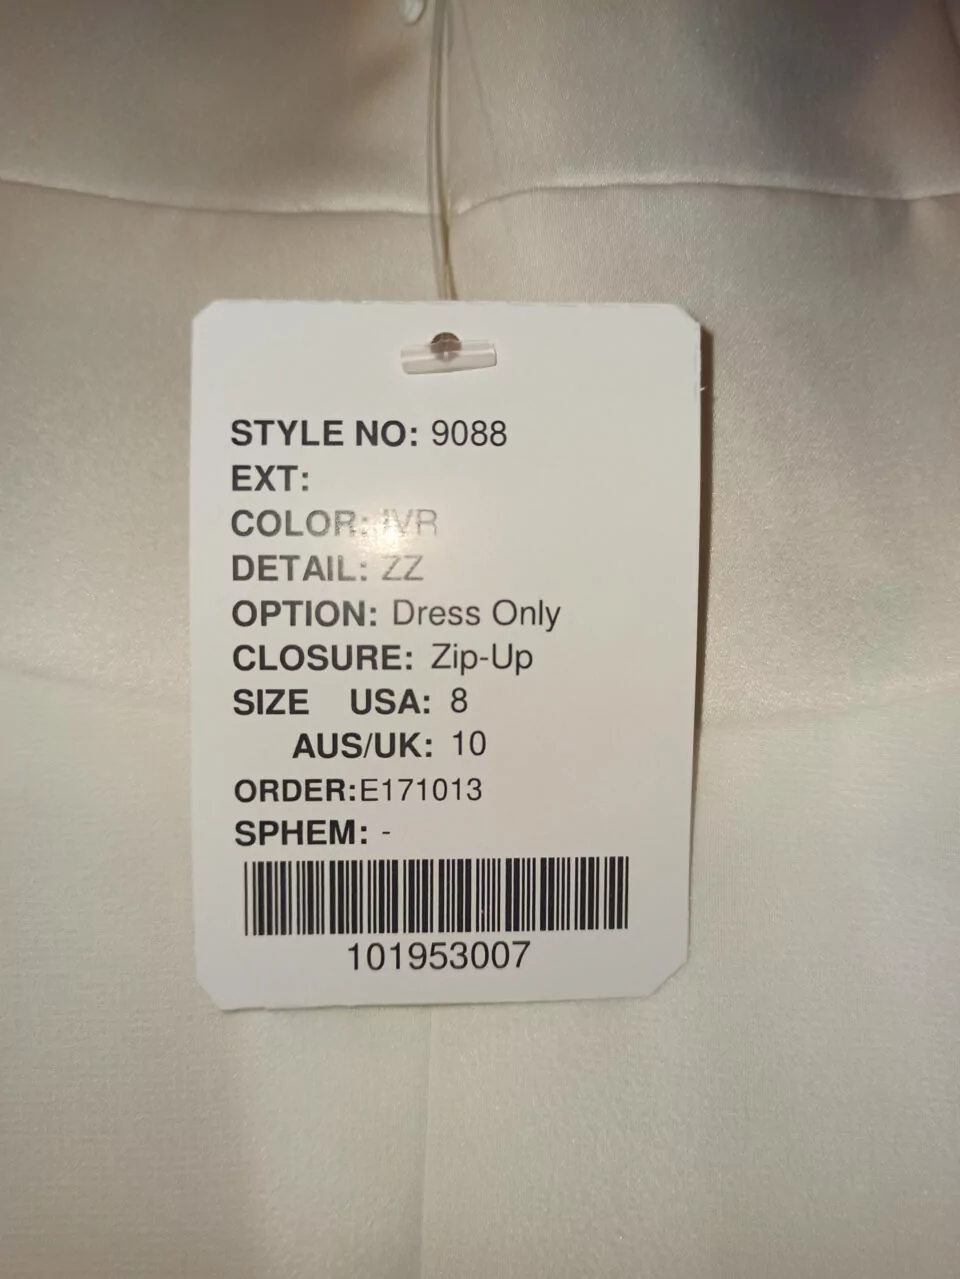 STYLE NO: 9088
EXT:
COLOR: IVR
DETAIL: ZZ
OPTION: Dress Only
CLOSURE: Zip-Up
SIZE USA: 8
AUS/UK: 10
ORDER:E171013
SPHEM: -
101953007